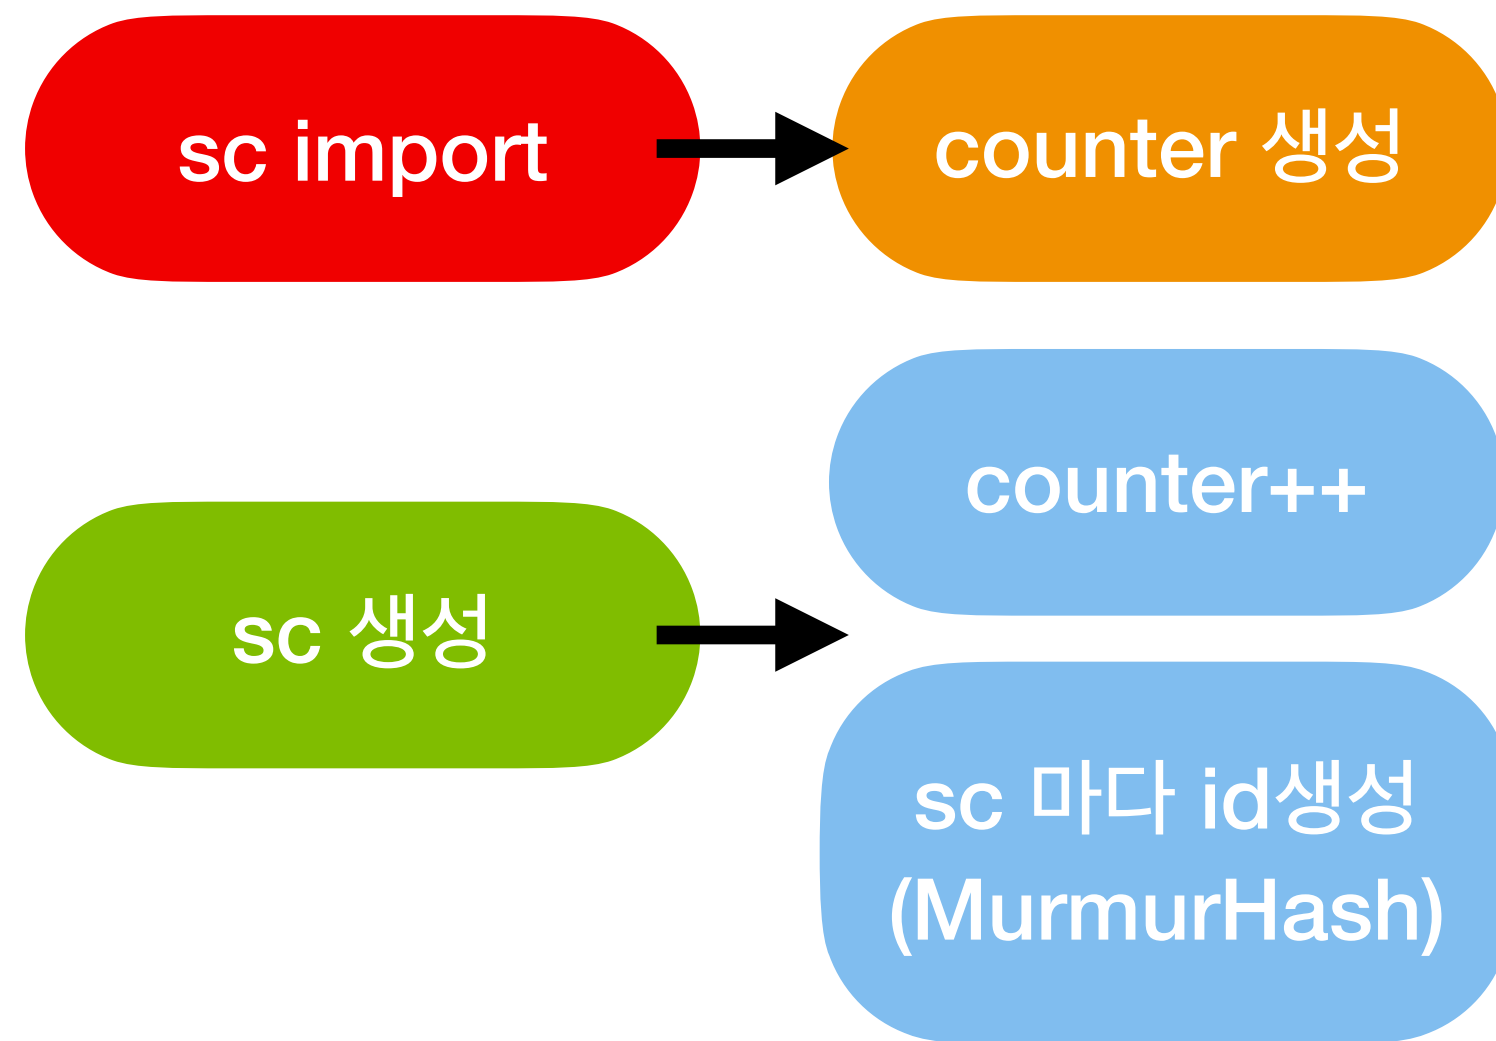 sc import
counter 생성
counter++
sc 생성
sc 마다 id생성
(MurmurHash)